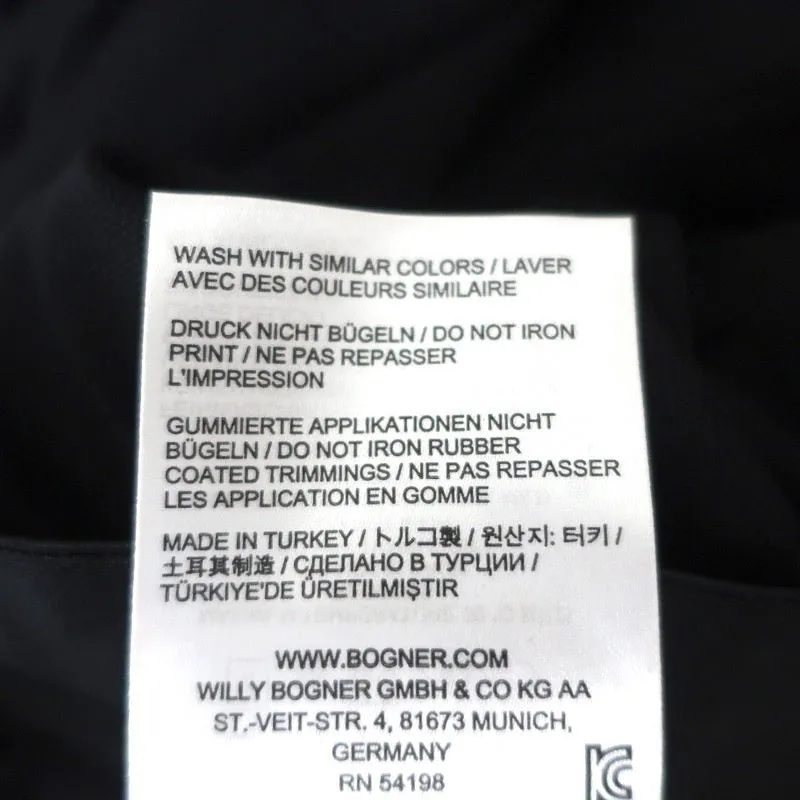 WASH WITH SIMILAR COLORS / LAVER
AVEC DES COULEURS SIMILAIRE
DRUCK NICHT BÜGELN / DO NOT IRON
PRINT / NE PAS REPASSER
L'IMPRESSION
GUMMIERTE APPLIKATIONEN NICHT
BÜGELN / DO NOT IRON RUBBER
COATED TRIMMINGS / NE PAS REPASSER
LES APPLICATION EN GOMME
MADE IN TURKEY / トルコ製 / 원산지: 터키 /
土耳其制造 / СДЕЛАНО В ТУРЦИИ /
TÜRKİYE'DE ÜRETILMIŞTIR
WWW.BOGNER.COM
WILLY BOGNER GMBH & CO KG AA
ST.-VEIT-STR. 4, 81673 MUNICH,
GERMANY
RN 54198